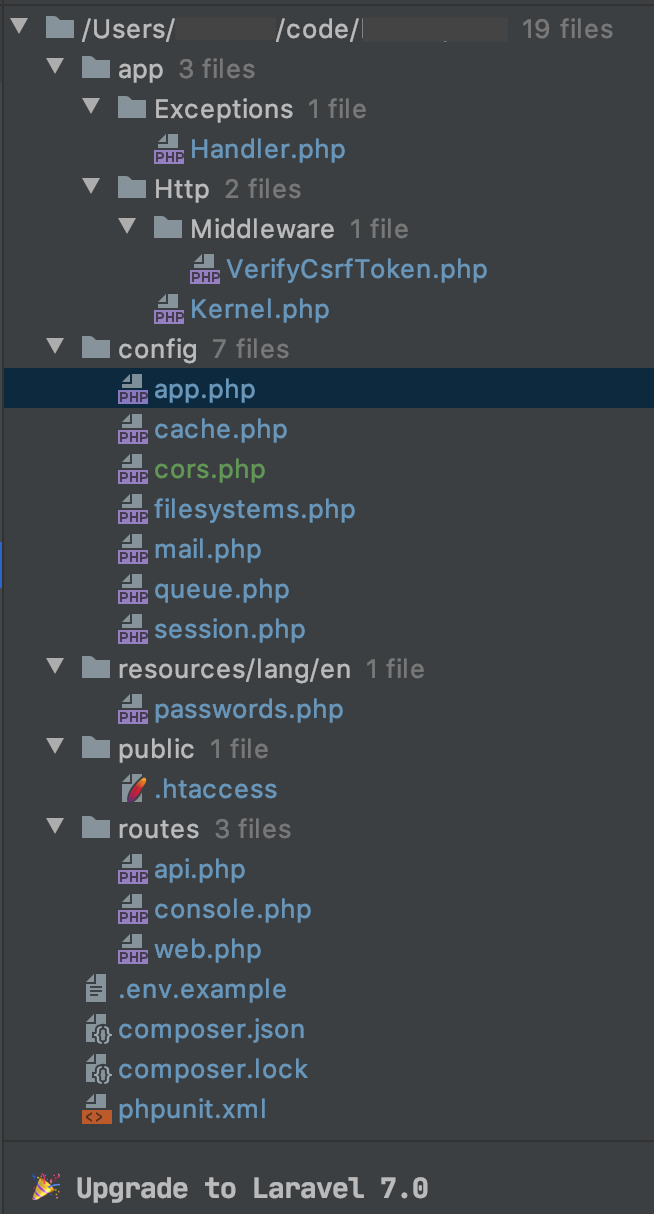 /Users/ /code/ 19 files
app 3 files
Exceptions 1 file
PHP Handler.php
Http 2 files
Middleware 1 file
PHP VerifyCsrfToken.php
PHP Kernel.php
config 7 files
PHP app.php
PHP cache.php
PHP cors.php
PHP filesystems.php
PHP mail.php
PHP queue.php
PHP session.php
resources/lang/en 1 file
PHP passwords.php
public 1 file
.htaccess
routes 3 files
PHP api.php
PHP console.php
PHP web.php
.env.example
{} composer.json
{} composer.lock
<> phpunit.xml
🎉 Upgrade to Laravel 7.0